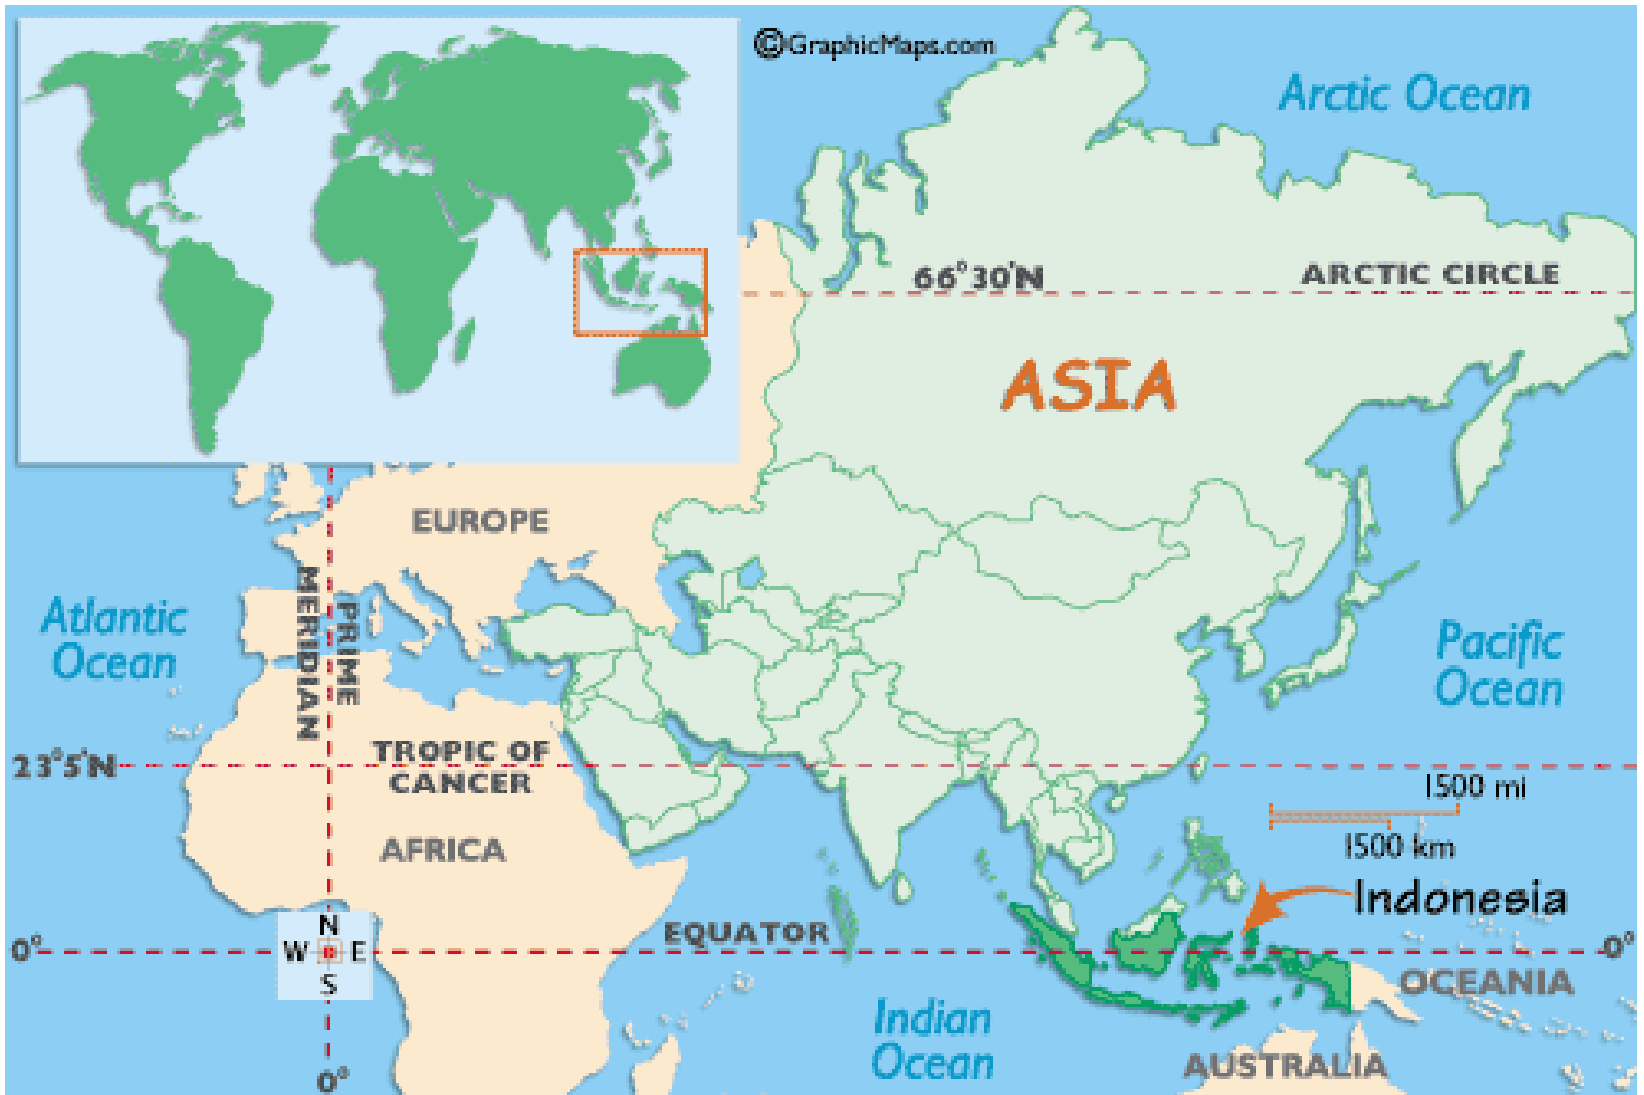 ©GraphicMaps.com
Arctic Ocean
66°30'N
ARCTIC CIRCLE
ASIA
EUROPE
Atlantic
Ocean
PRIME
MERIDIAN
Pacific
Ocean
TROPIC OF
CANCER
23°5'N
1500 mi
1500 km
AFRICA
Indonesia
N
W E
S
EQUATOR
0°
0°
OCEANIA
Indian
Ocean
AUSTRALIA
0°